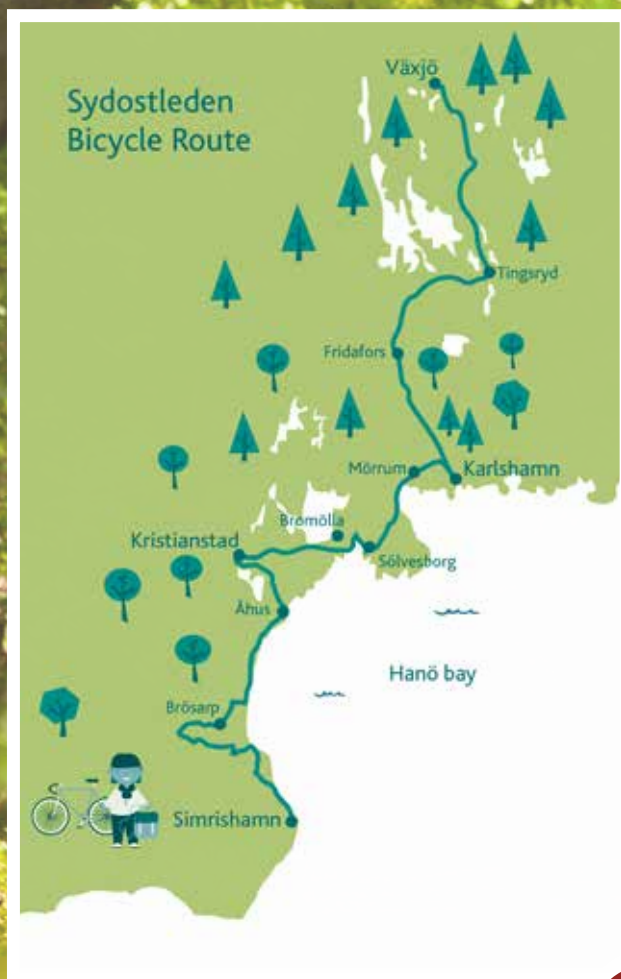 Sydostleden
Bicycle Route
Växjö
Tingsryd
Fridafors
Mörrum
Karlshamn
Bromölla
Kristianstad
Sölvesborg
Åhus
Hanö bay
Brösarp
Simrishamn